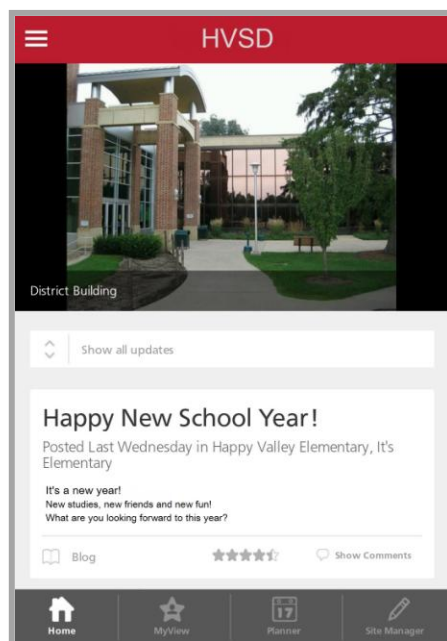 HVSD
District Building
Show all updates
Happy New School Year!
Posted Last Wednesday in Happy Valley Elementary, It's
Elementary
It's a new year!
New studies, new friends and new fun!
What are you looking forward to this year?
Blog
Show Comments
17
Home
MyView
Planner
Site Manager